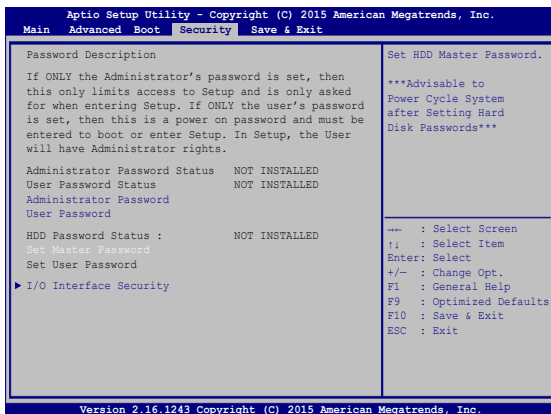 Aptio Setup Utility - Copyright (C) 2015 American Megatrends, Inc.
Main Advanced Boot Security Save & Exit
Password Description
If ONLY the Administrator's password is set, then
this only limits access to Setup and is only asked
for when entering Setup. If ONLY the user's password
is set, then this is a power on password and must be
entered to boot or enter Setup. In Setup, the User
will have Administrator rights.
Administrator Password Status NOT INSTALLED
User Password Status NOT INSTALLED
Administrator Password
User Password
HDD Password Status : NOT INSTALLED
Set Master Password
Set User Password
I/O Interface Security
Set HDD Master Password.
***Advisable to
Power Cycle System
after Setting Hard
Disk Passwords***
→← : Select Screen
↑↓ : Select Item
Enter: Select
+/— : Change Opt.
F1 : General Help
F9 : Optimized Defaults
F10 : Save & Exit
ESC : Exit
Version 2.16.1243 Copyright (C) 2015 American Megatrends, Inc.